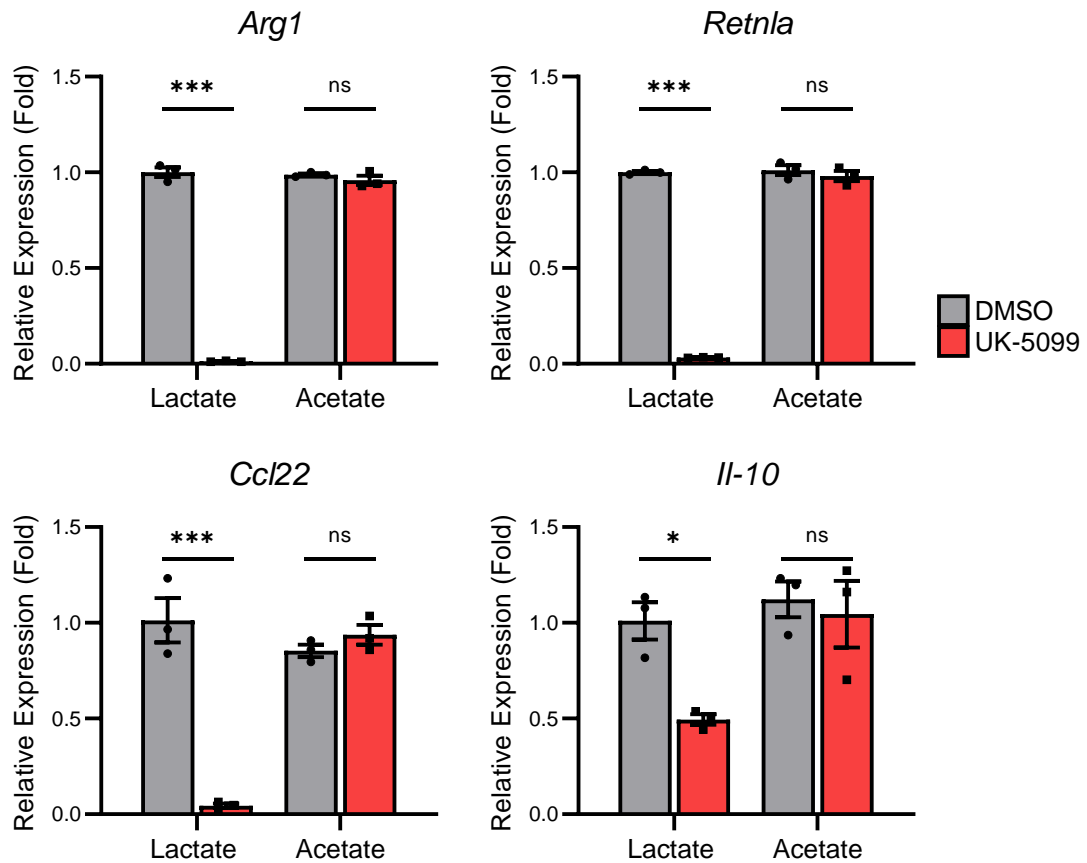 Arg1
Retnla
Relative Expression (Fold)
1.5
1.0
0.5
0.0
***
ns
Lactate
Acetate
Relative Expression (Fold)
1.5
1.0
0.5
0.0
***
ns
Lactate
Acetate
DMSO
UK-5099
Ccl22
Il-10
Relative Expression (Fold)
1.5
1.0
0.5
0.0
***
ns
Lactate
Acetate
Relative Expression (Fold)
1.5
1.0
0.5
0.0
*
ns
Lactate
Acetate